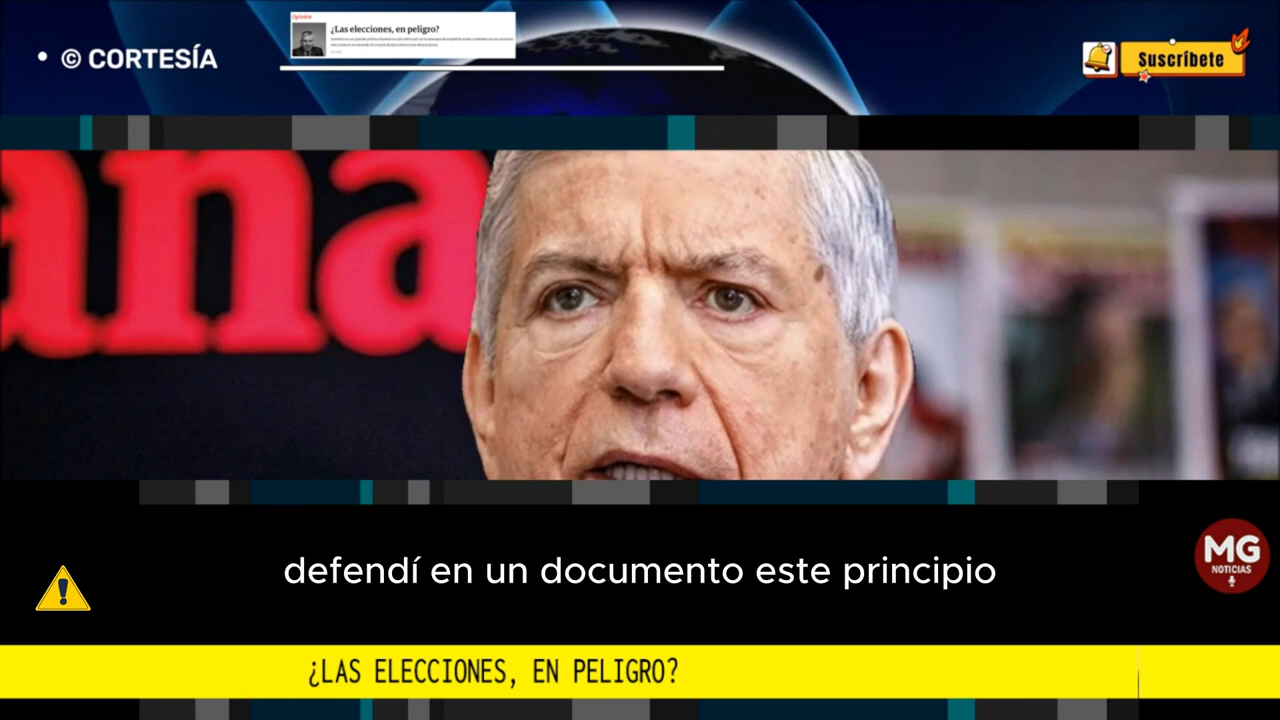 • © CORTESÍA
Opinión
¿Las elecciones, en peligro?
Suscríbete
ana
defendí en un documento este principio
MG
NOTICIAS
¿LAS ELECCIONES, EN PELIGRO?